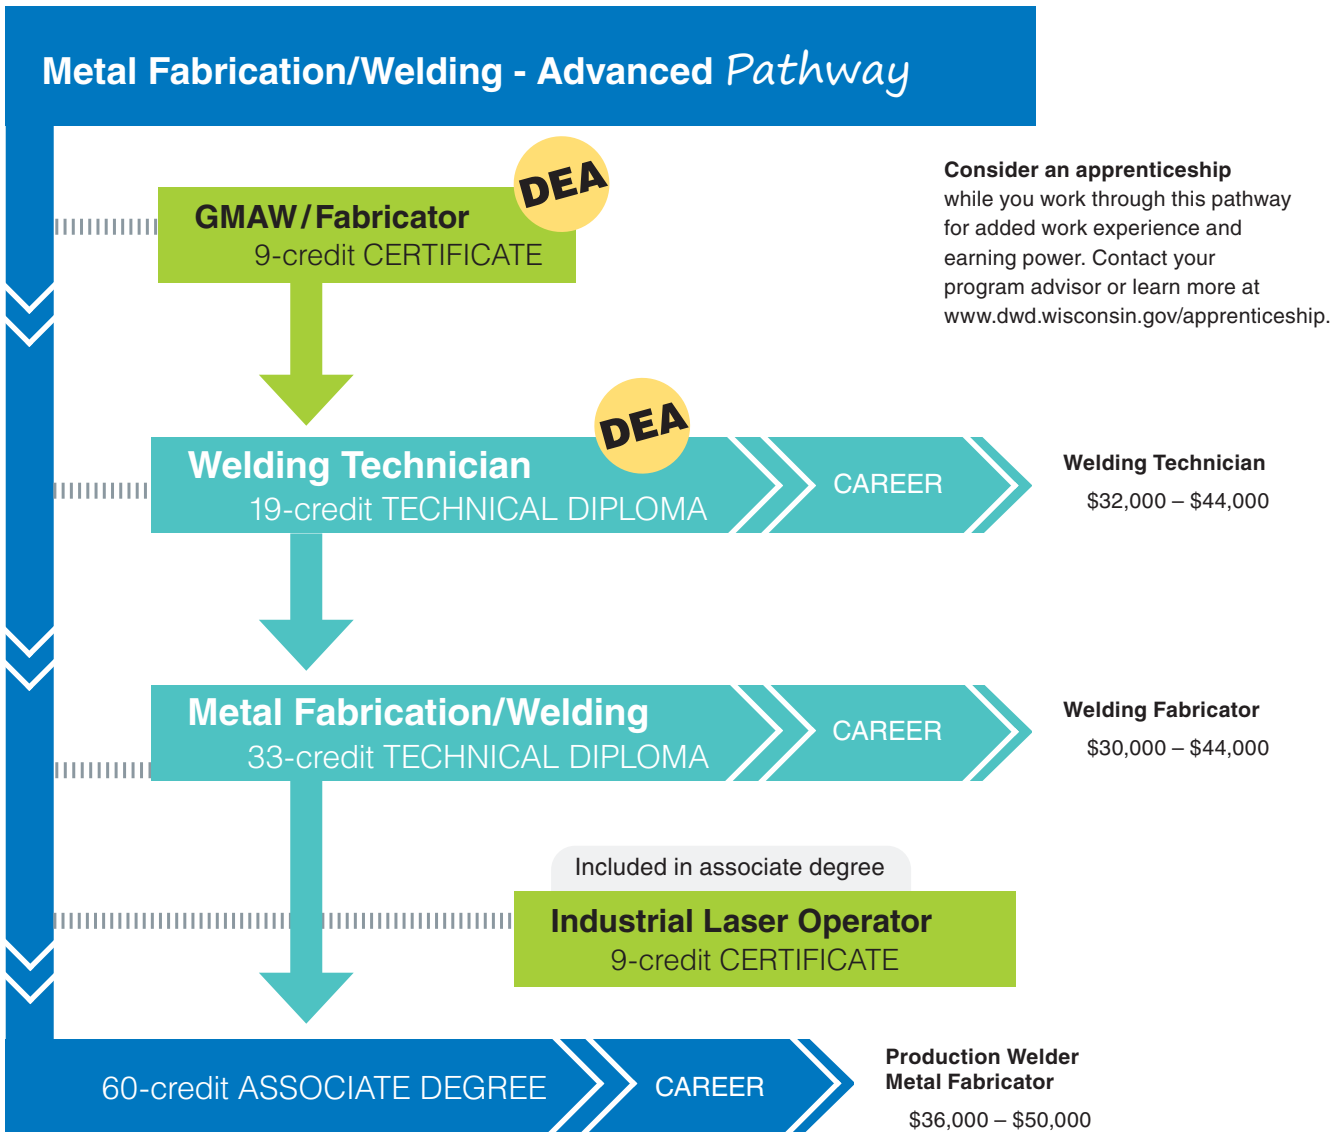 Metal Fabrication/Welding - Advanced Pathway
DEA
GMAW/Fabricator
9-credit CERTIFICATE
Consider an apprenticeship
while you work through this pathway
for added work experience and
earning power. Contact your
program advisor or learn more at
www.dwd.wisconsin.gov/apprenticeship.
DEA
Welding Technician
19-credit TECHNICAL DIPLOMA
CAREER
Welding Technician
$32,000 – $44,000
Metal Fabrication/Welding
33-credit TECHNICAL DIPLOMA
CAREER
Welding Fabricator
$30,000 – $44,000
Included in associate degree
Industrial Laser Operator
9-credit CERTIFICATE
60-credit ASSOCIATE DEGREE
CAREER
Production Welder
Metal Fabricator
$36,000 – $50,000